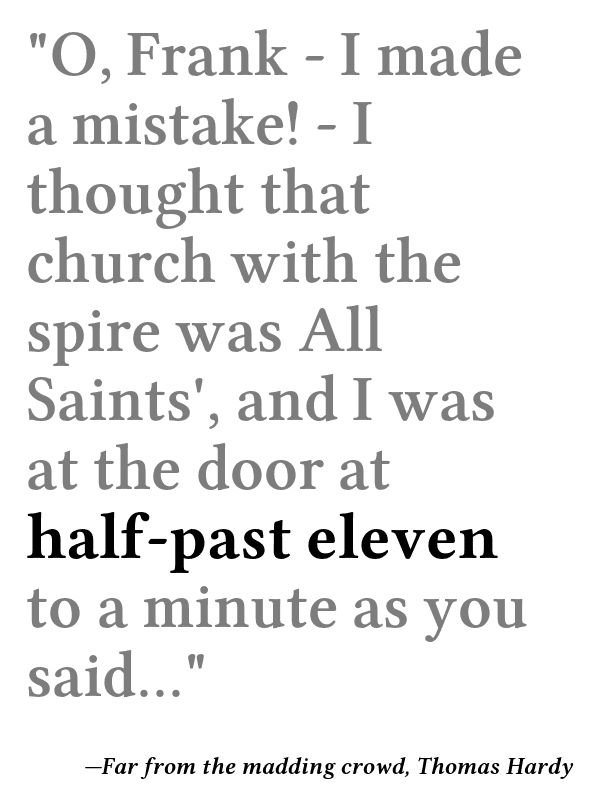 "O, Frank - I made
a mistake! - I
thought that
church with the
spire was All
Saints', and I was
at the door at
half-past eleven
to a minute as you
said..."
—Far from the madding crowd, Thomas Hardy